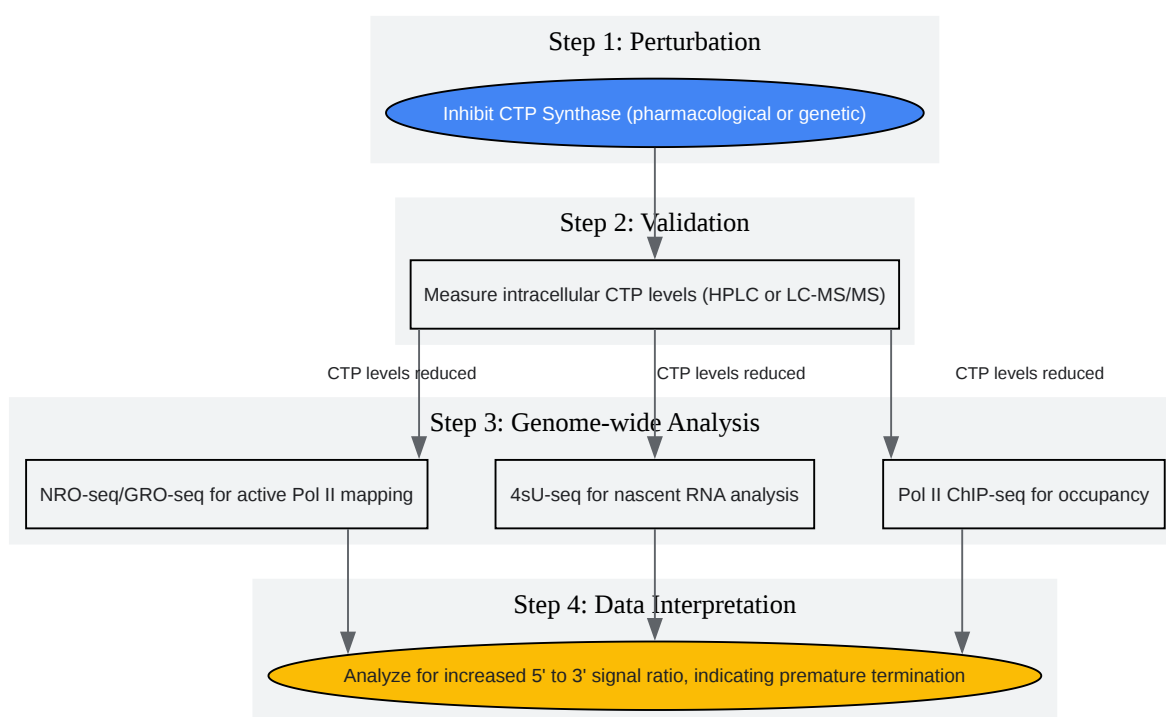 Step 1: Perturbation
Inhibit CTP Synthase (pharmacological or genetic)
Step 2: Validation
Measure intracellular CTP levels (HPLC or LC-MS/MS)
CTP levels reduced
CTP levels reduced
CTP levels reduced
Step 3: Genome-wide Analysis
NRO-seq/GRO-seq for active Pol II mapping
4sU-seq for nascent RNA analysis
Pol II ChIP-seq for occupancy
Step 4: Data Interpretation
Analyze for increased 5' to 3' signal ratio, indicating premature termination